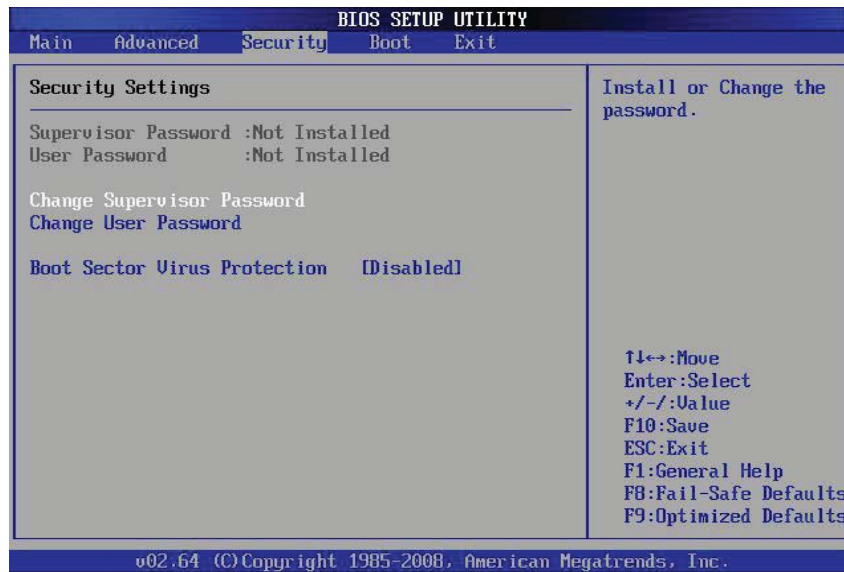 BIOS SETUP UTILITY
Main Advanced Security Boot Exit
Security Settings
Supervisor Password :Not Installed
User Password :Not Installed
Change Supervisor Password
Change User Password
Boot Sector Virus Protection [Disabled]
Install or Change the
password.
↑↓←→:Move
Enter:Select
+/-/:Value
F10:Save
ESC:Exit
F1:General Help
F8:Fail-Safe Defaults
F9:Optimized Defaults
v02.64 (C)Copyright 1985-2008, American Megatrends, Inc.